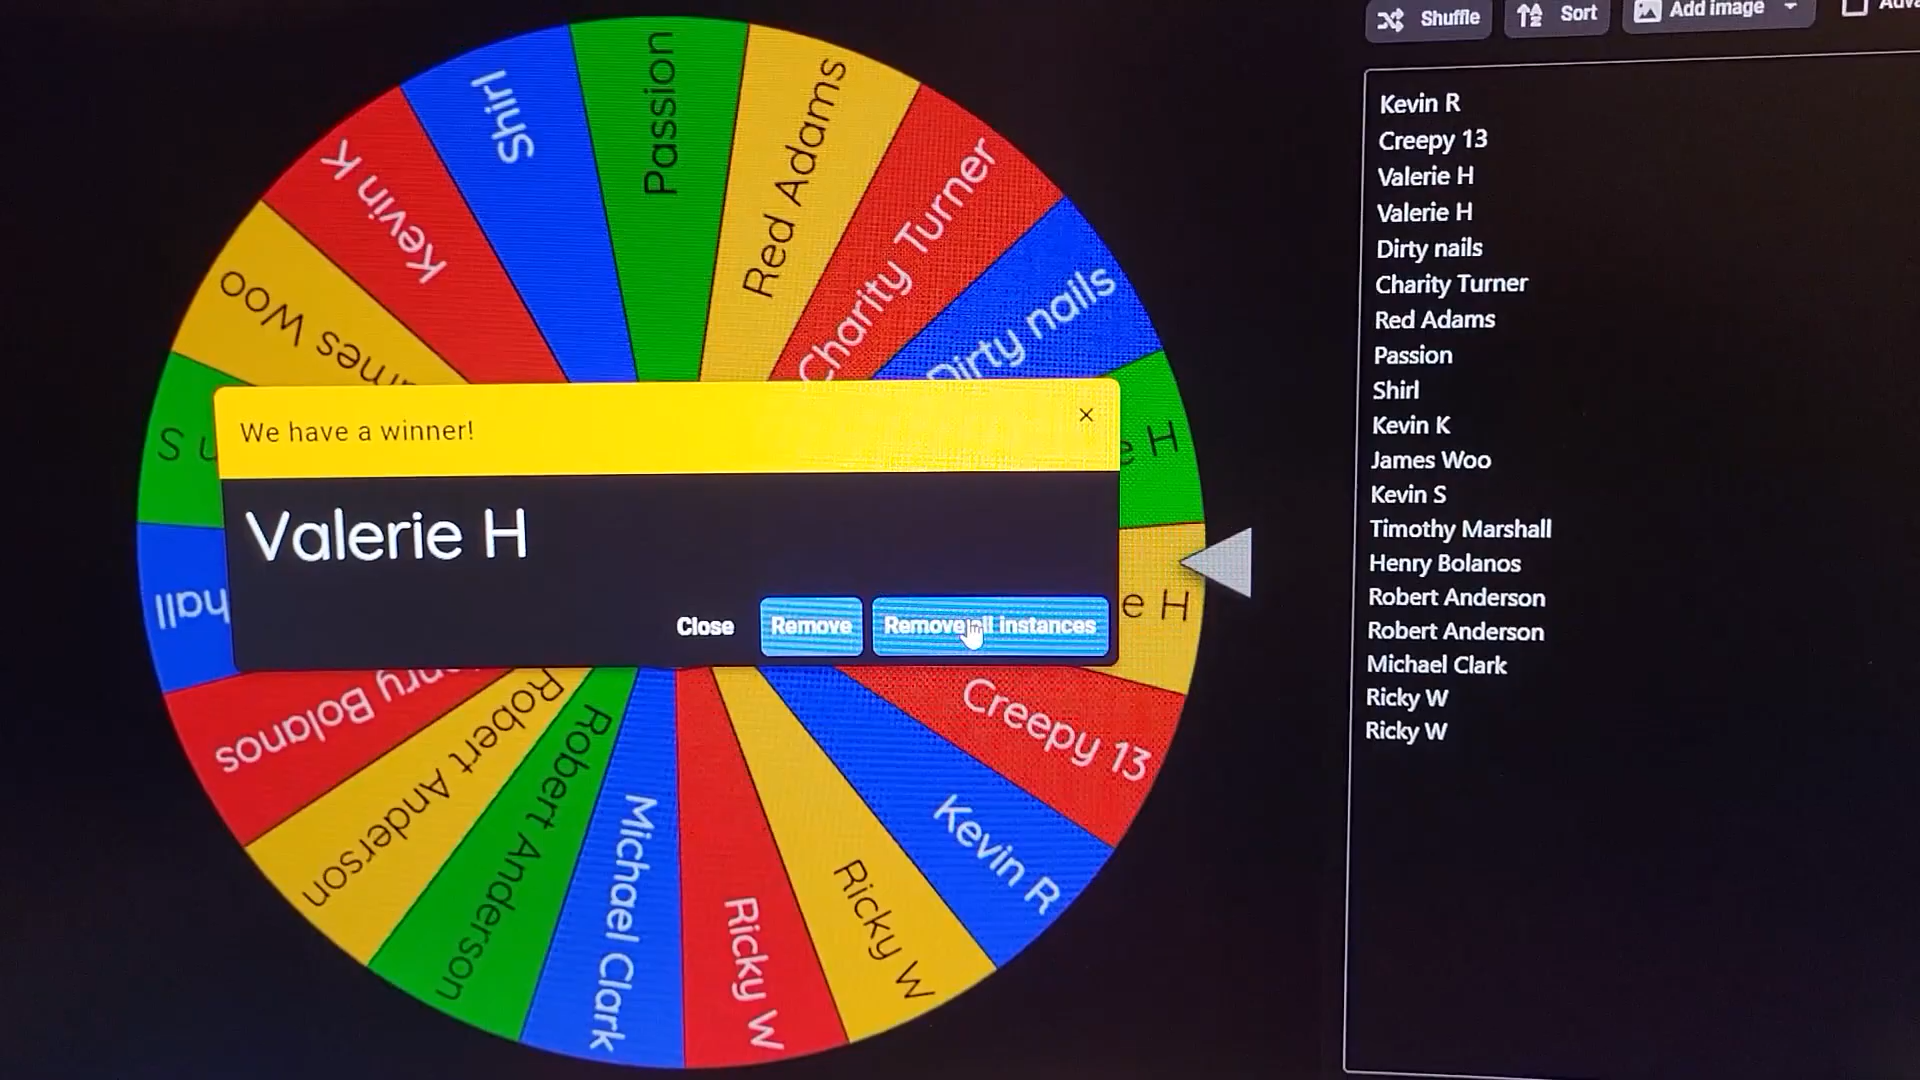 Shuffle
Sort
Add image
Kevin R
Creepy 13
Valerie H
Valerie H
Dirty nails
Charity Turner
Red Adams
Passion
Shirl
Kevin K
James Woo
Kevin S
Timothy Marshall
Henry Bolanos
Robert Anderson
Robert Anderson
Michael Clark
Ricky W
Ricky W
Shirl
Passion
Red Adams
Charity Turner
Dirty nails
Kevin K
Woo
e H
e H
S
hall
Bolanos
Robert Anderson
Robert Anderson
Michael Clark
Ricky W
Ricky W
Kevin R
Creepy 13
We have a winner!
Valerie H
Close
Remove
Remove all instances